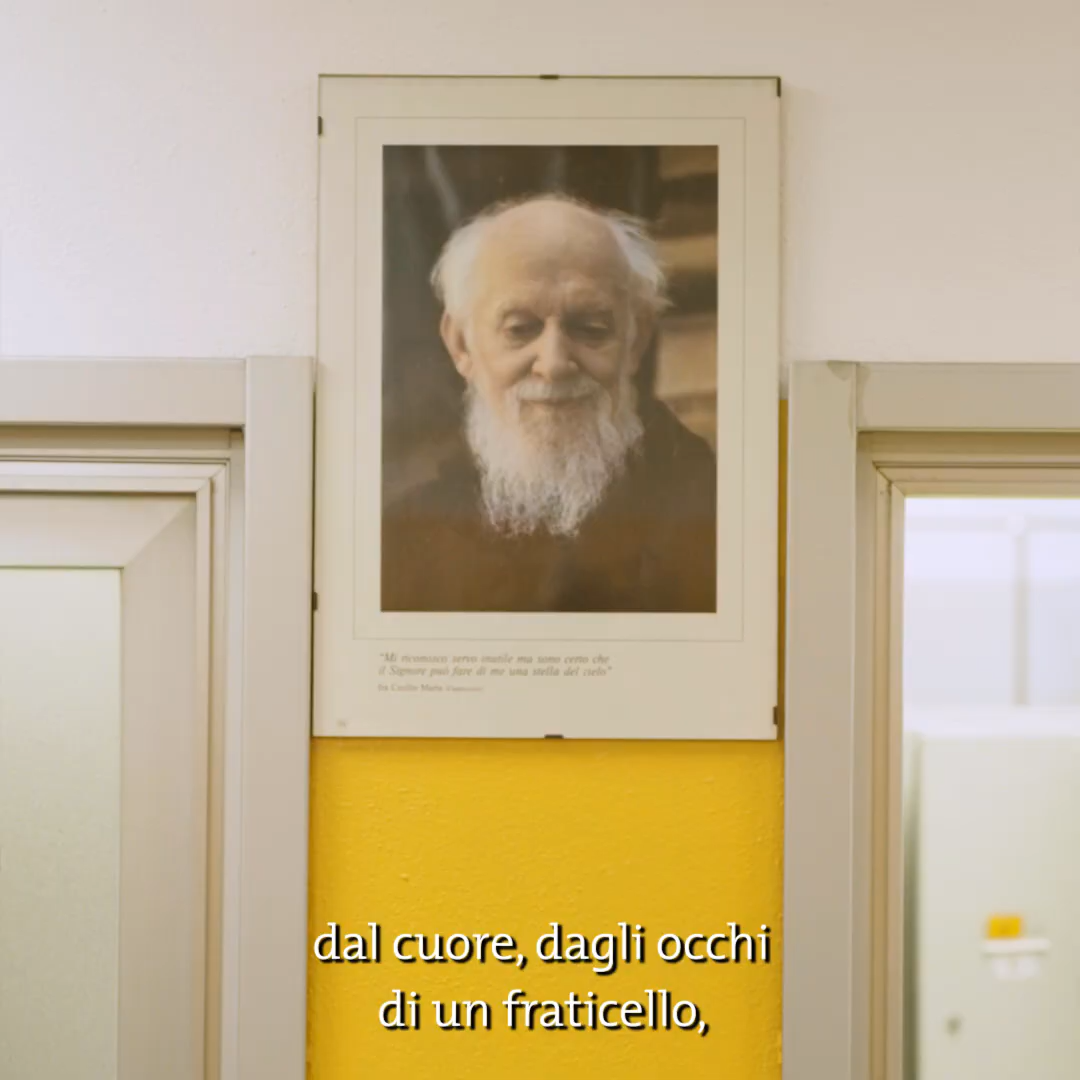 "Mi riconosco servo inutile ma sono certo che
il Signore può fare di me una stella del cielo"
fra Cecilio Maria
dal cuore, dagli occhi
di un fraticello,